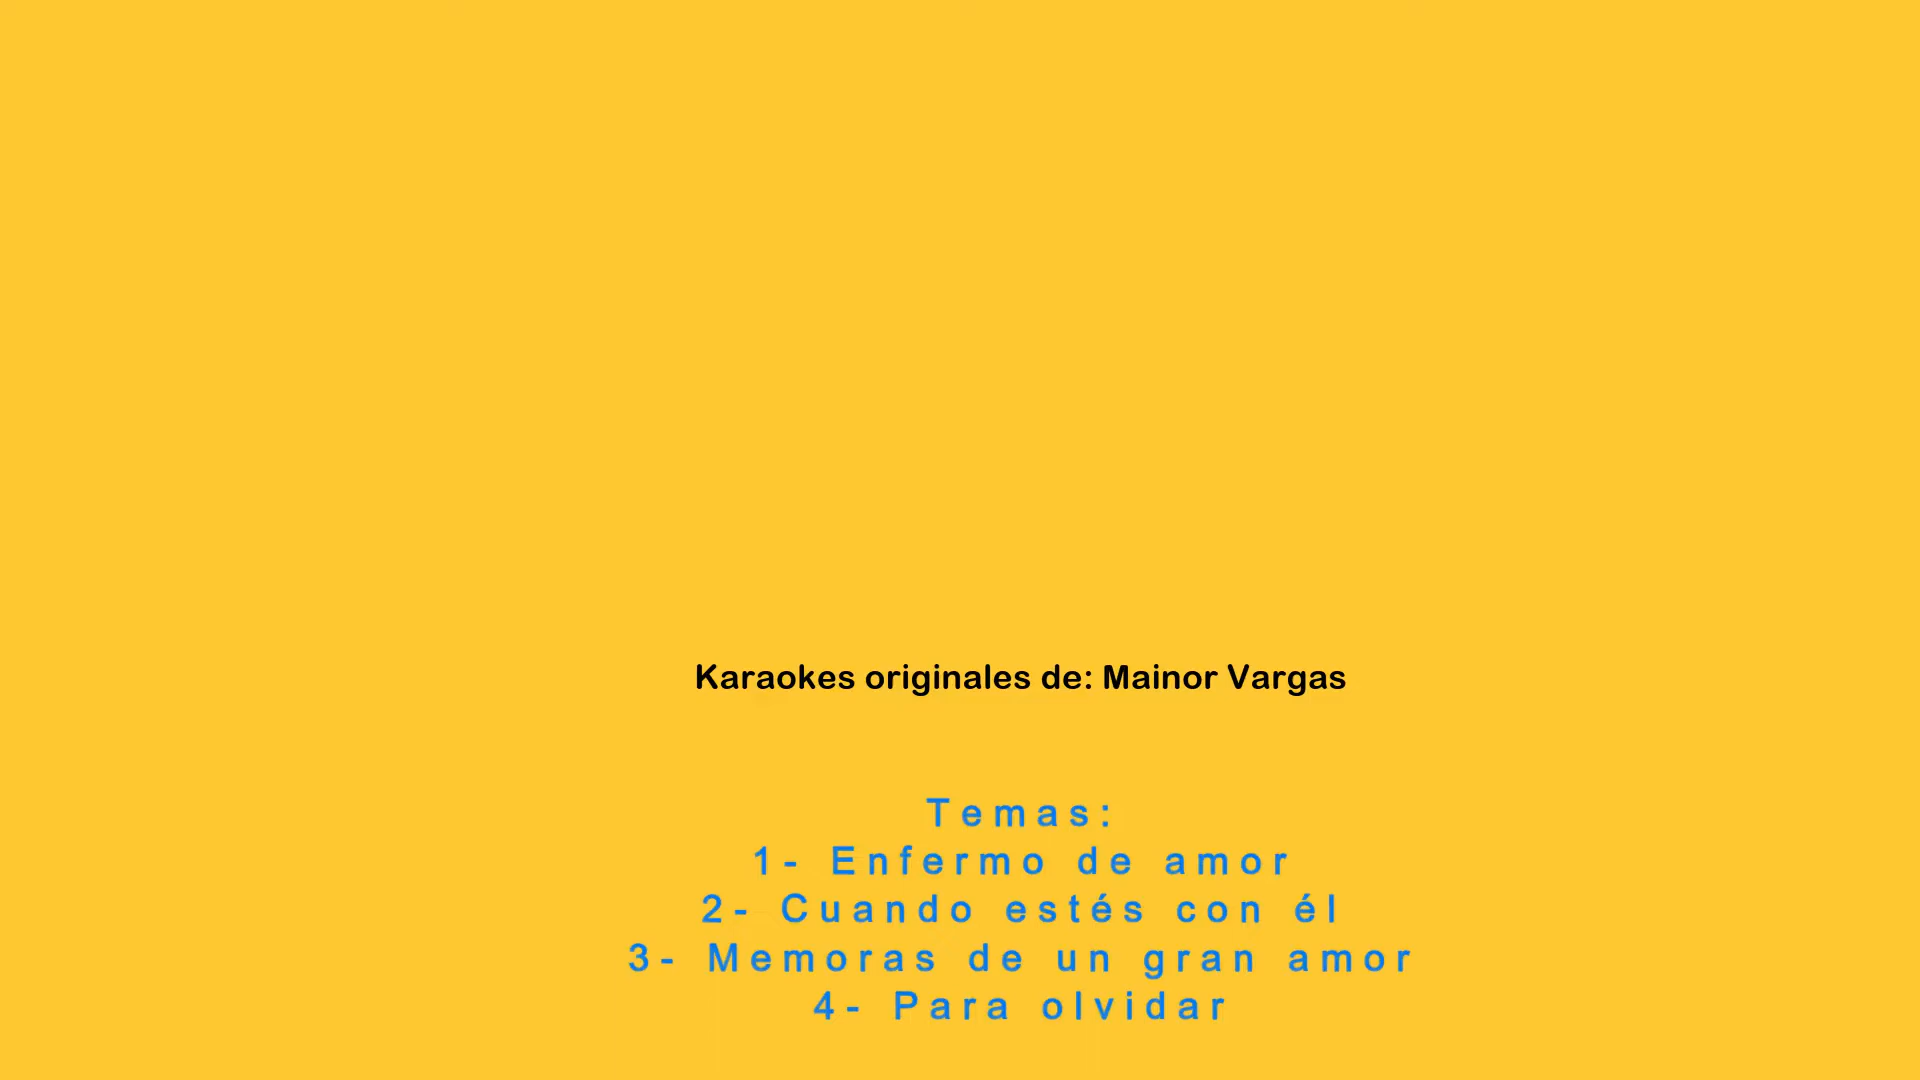 Karaokes originales de: Mainor Vargas
Temas:
1- Enfermo de amor
2- Cuando estés con él
3- Memoras de un gran amor
4- Para olvidar